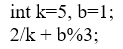 int k=5, b=1;
2/k + b%3;